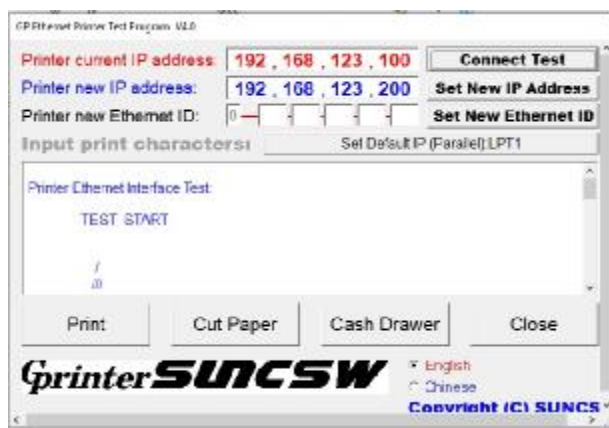 GP Ethernet Printer Test Program V4.0
Printer current IP address: 192 . 168 . 123 . 100 Connect Test
Printer new IP address: 192 . 168 . 123 . 200 Set New IP Address
Printer new Ethernet ID: 0 Set New Ethernet ID
Input print characters: Set Default IP (Parallel):LPT1
Printer Ethernet Interface Test:
TEST START
Print Cut Paper Cash Drawer Close
Gprinter SUNCSW
English
Chinese
Copyright (C) SUNCS